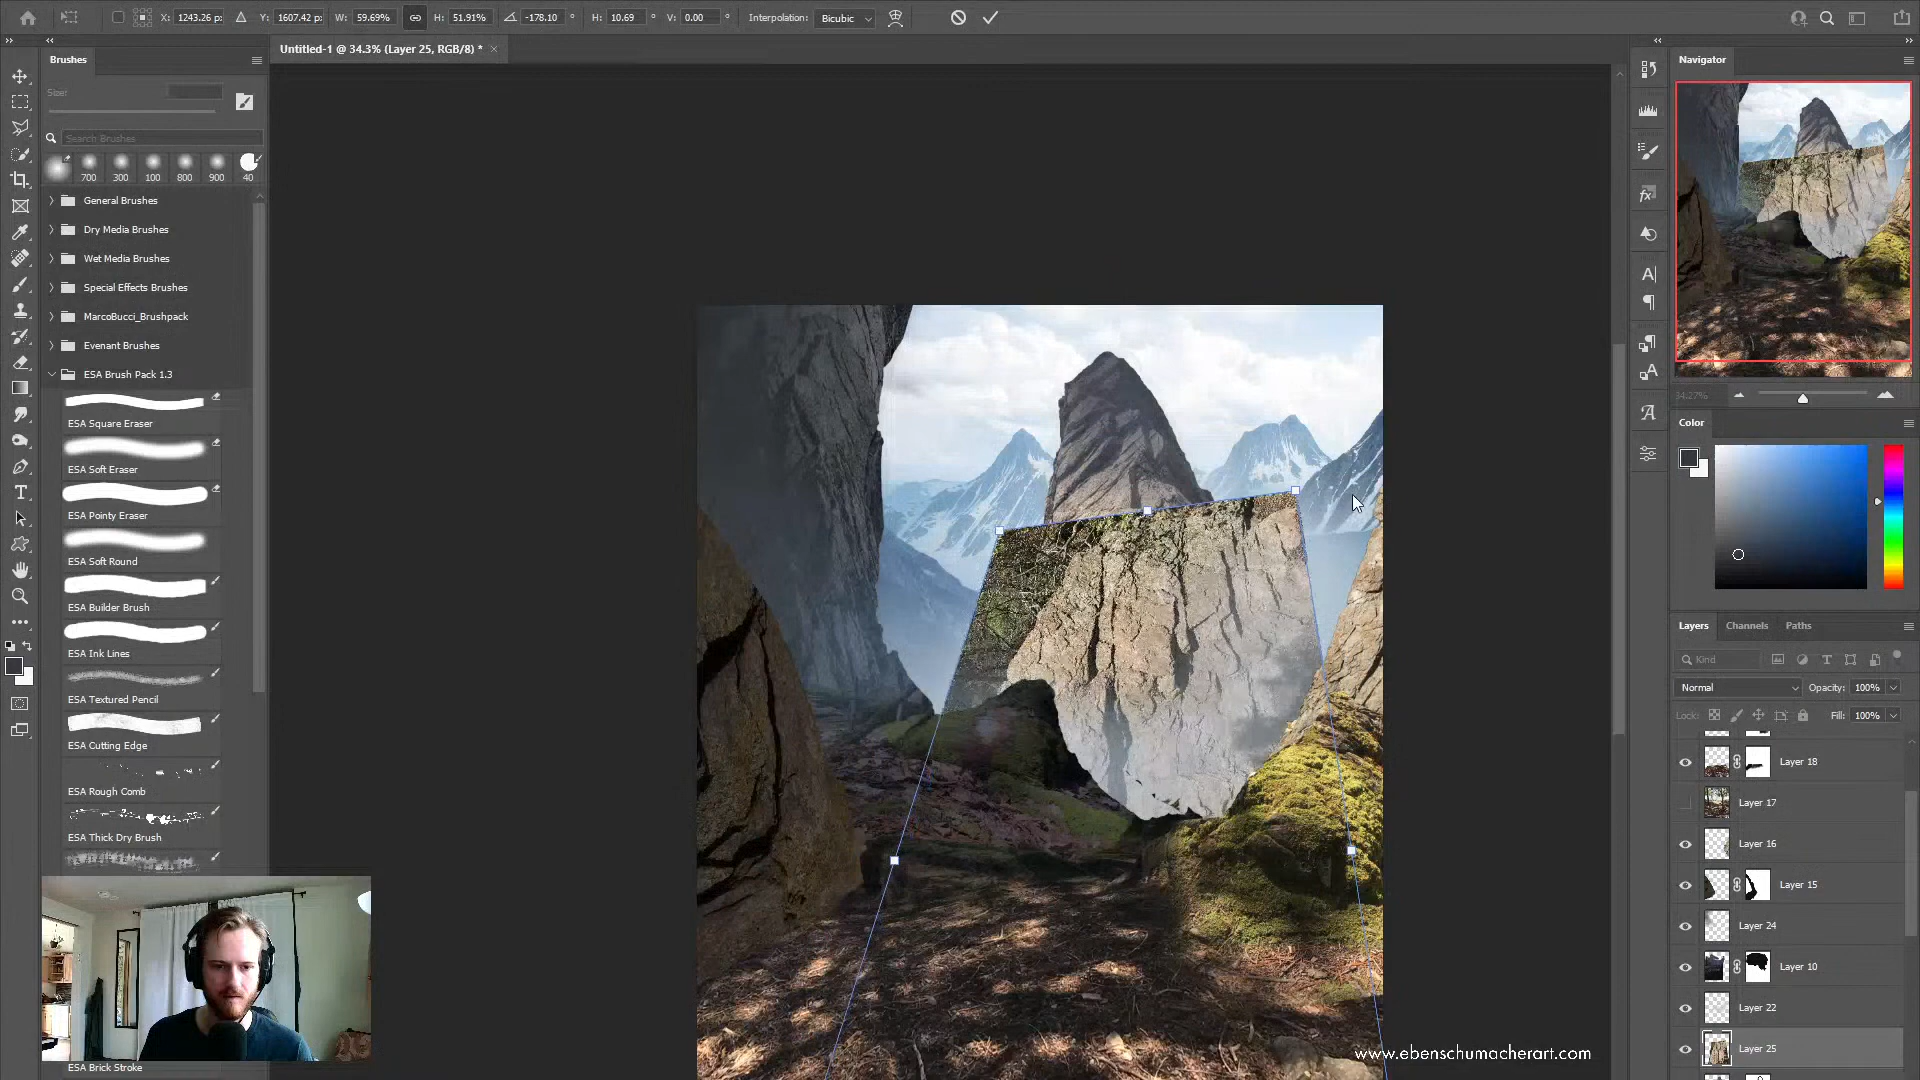 X: 1243.26 p: Y: 1607.42 p: W: 59.69% H: 51.91% -178.10 ° H: 10.69 ° V: 0.00 ° Interpolation: Bicubic
Untitled-1 @ 34.3% (Layer 25, RGB/8) *
Brushes
Size:
Search Brushes
700 300 100 800 900 40
General Brushes
Dry Media Brushes
Wet Media Brushes
Special Effects Brushes
MarcoBucci_Brushpack
Evenant Brushes
ESA Brush Pack 1.3
ESA Square Eraser
ESA Soft Eraser
ESA Pointy Eraser
ESA Soft Round
ESA Builder Brush
ESA Ink Lines
ESA Textured Pencil
ESA Cutting Edge
ESA Rough Comb
ESA Thick Dry Brush
ESA Brick Stroke
Navigator
34.27%
Color
Layers Channels Paths
Kind
Normal Opacity: 100%
Lock: Fill: 100%
Layer 18
Layer 17
Layer 16
Layer 15
Layer 24
Layer 10
Layer 22
Layer 25
www.ebenschumacherart.com